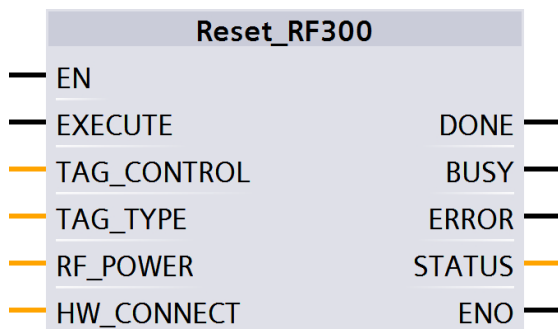 Reset_RF300
EN
EXECUTE DONE
TAG_CONTROL BUSY
TAG_TYPE ERROR
RF_POWER STATUS
HW_CONNECT ENO